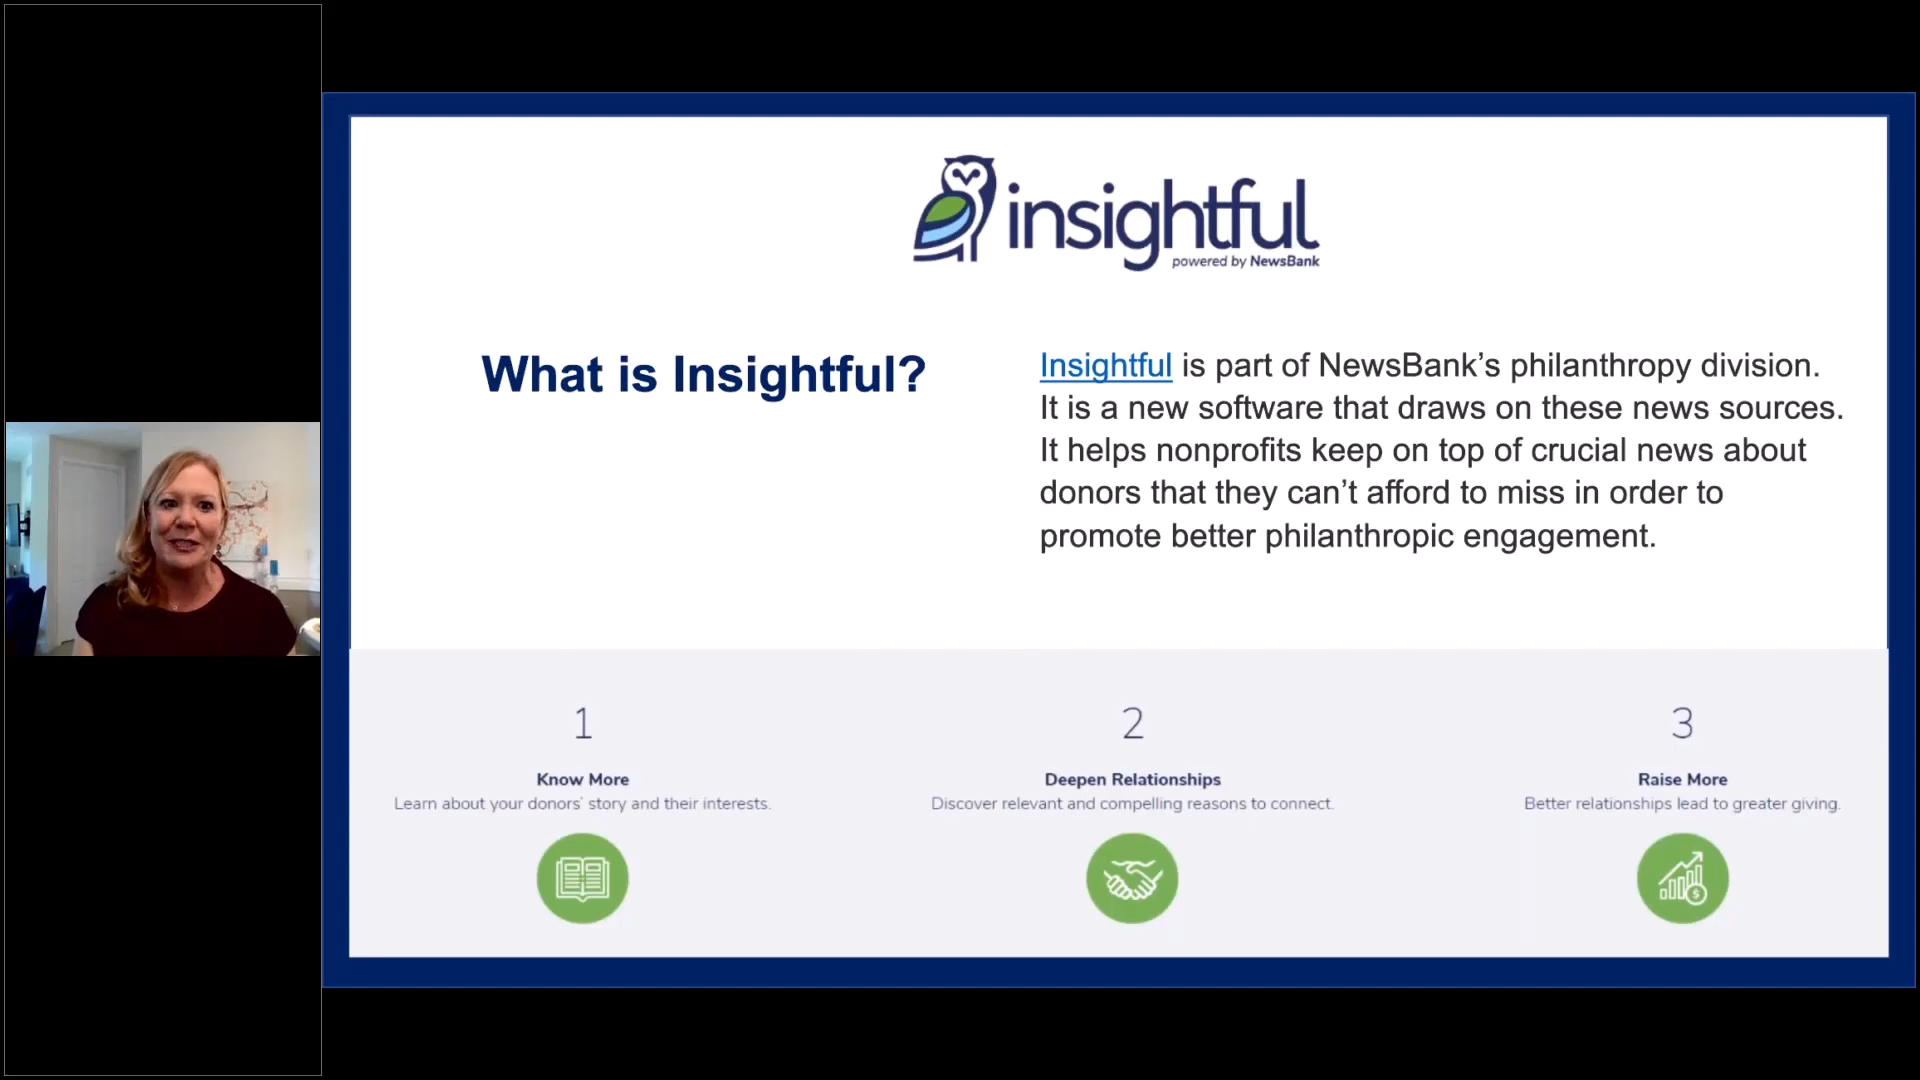 insightful
powered by NewsBank
What is Insightful?
Insightful is part of NewsBank’s philanthropy division.
It is a new software that draws on these news sources.
It helps nonprofits keep on top of crucial news about
donors that they can’t afford to miss in order to
promote better philanthropic engagement.
1
Know More
Learn about your donors’ story and their interests.
2
Deepen Relationships
Discover relevant and compelling reasons to connect.
3
Raise More
Better relationships lead to greater giving.
$